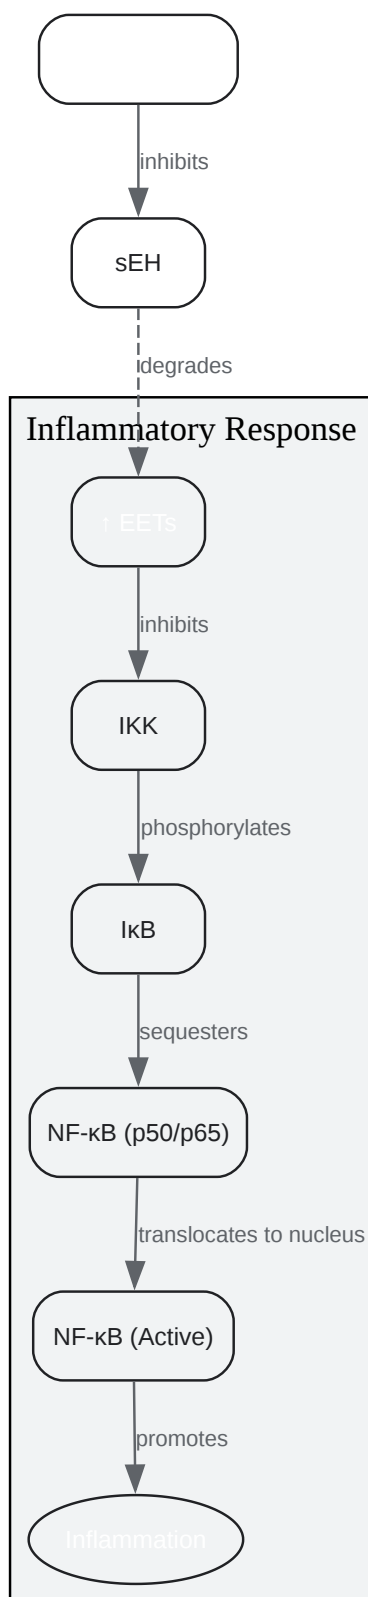 inhibits
sEH
degrades
Inflammatory Response
↑ EETs
inhibits
IKK
phosphorylates
IκB
sequesters
NF-κB (p50/p65)
translocates to nucleus
NF-κB (Active)
promotes
Inflammation